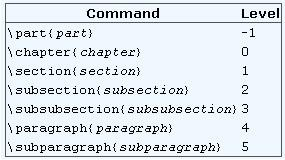 Command Level
\part{part} -1
\chapter{chapter} 0
\section{section} 1
\subsection{subsection} 2
\subsubsection{subsubsection} 3
\paragraph{paragraph} 4
\subparagraph{subparagraph} 5